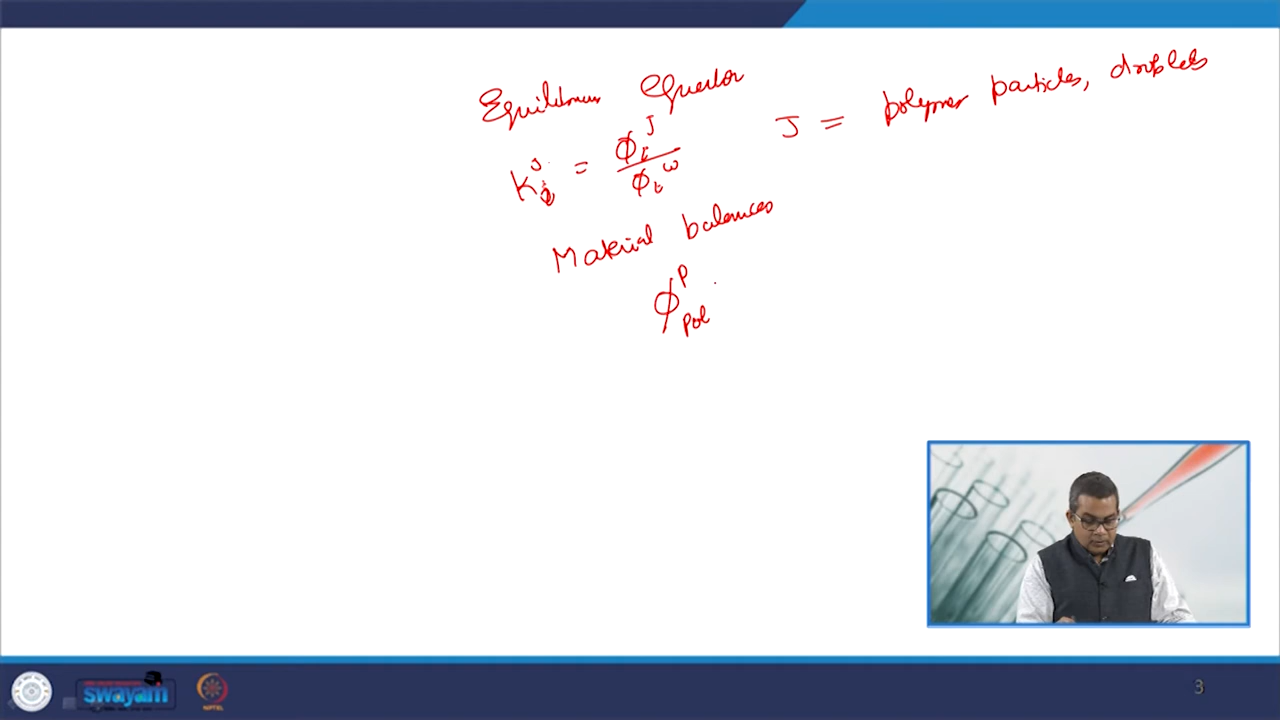 Equilibrium Equation
K_i^j = φ_i^J / φ_i^w J = polymer particles, droplets
Material balances
φ_pol^P
3
swayam